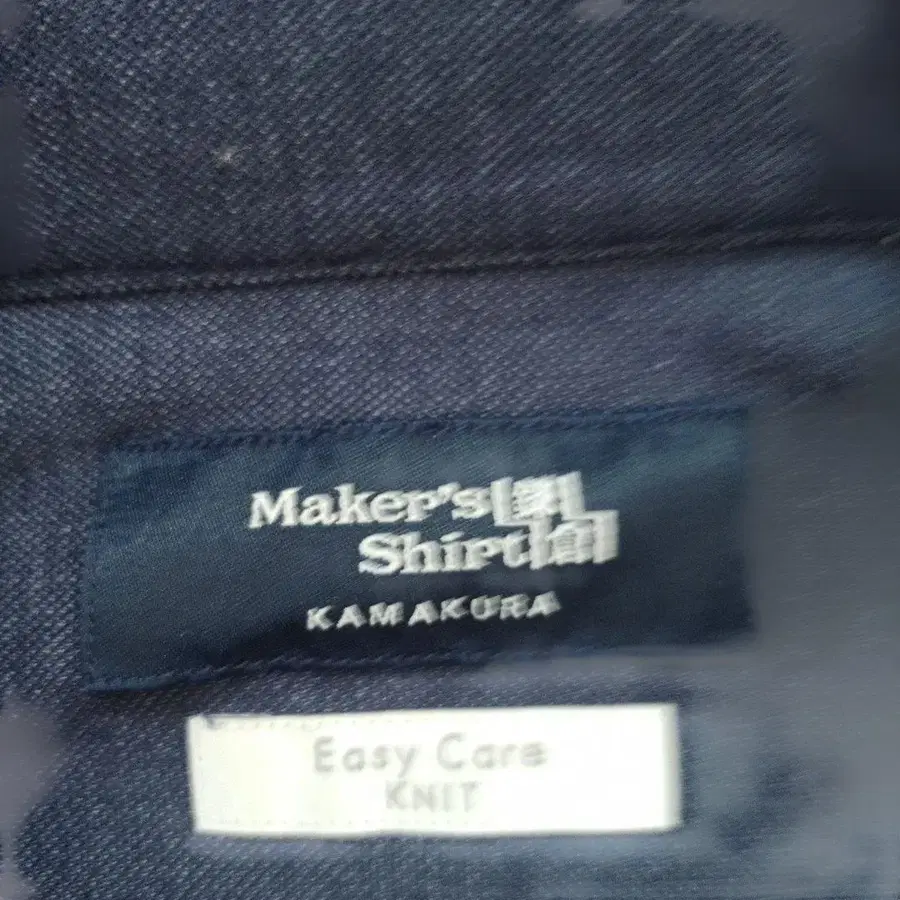 Maker's
Shirt
KAMAKURA
Easy Care
KNIT